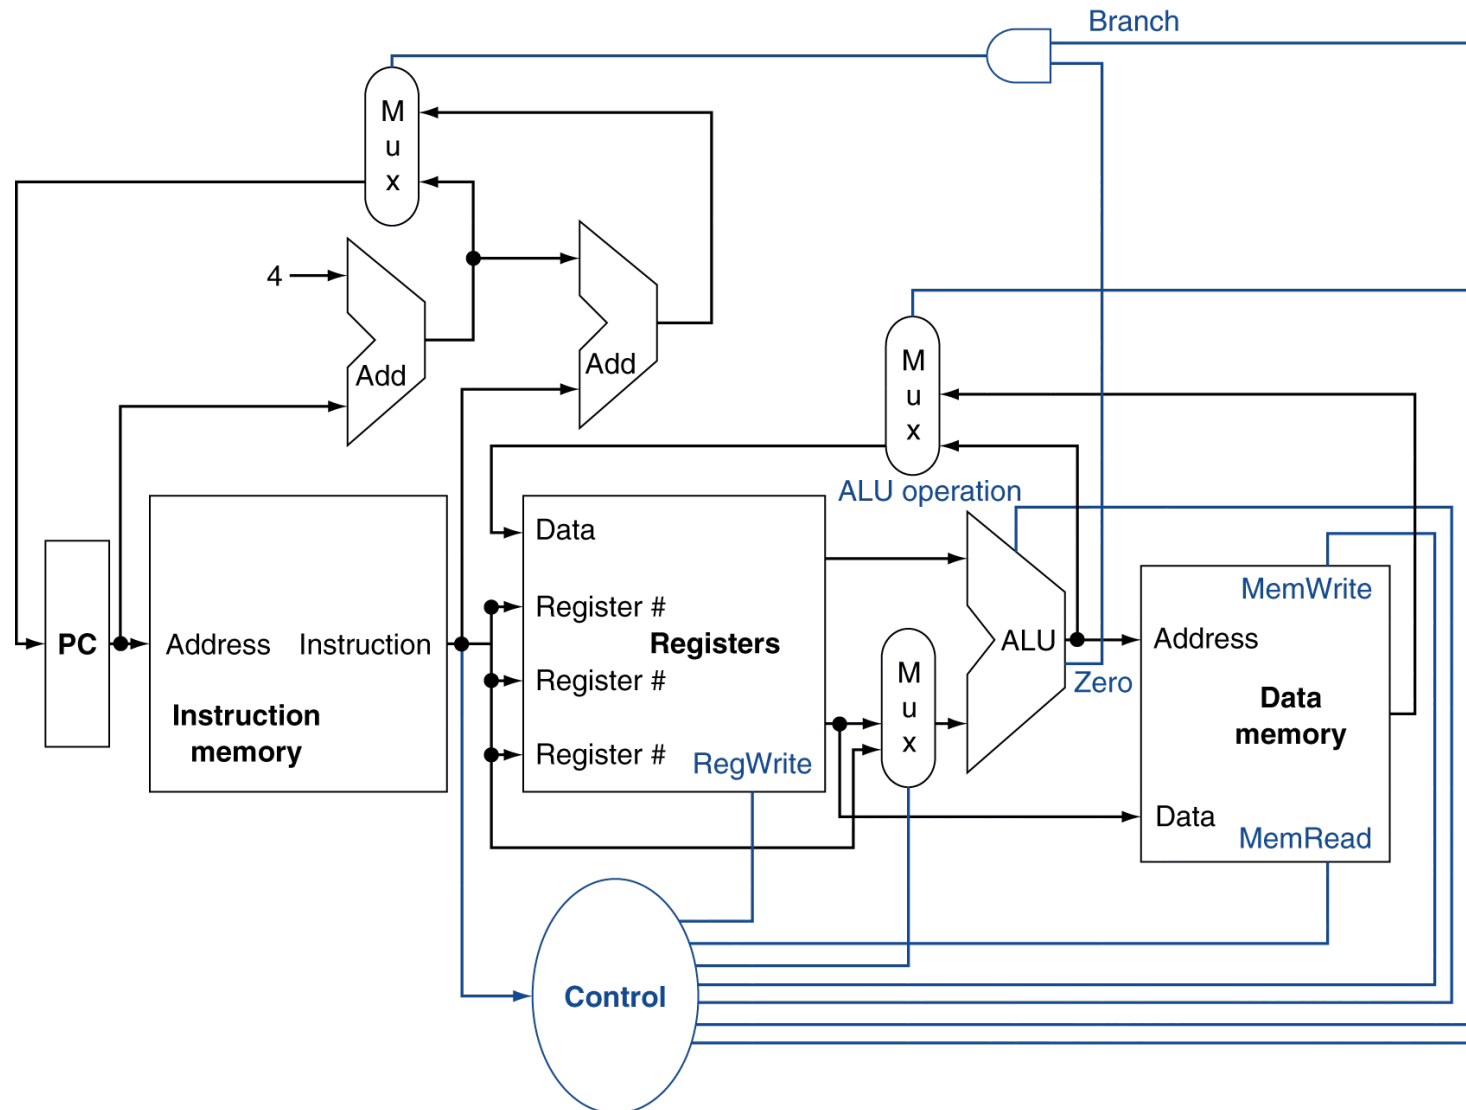 Branch
M
u
x
4
Add
Add
M
u
x
ALU operation
Data
Register #
Registers
Register #
Register #
RegWrite
PC
Address
Instruction
Instruction
memory
M
u
x
ALU
Zero
MemWrite
Address
Data
memory
Data
MemRead
Control